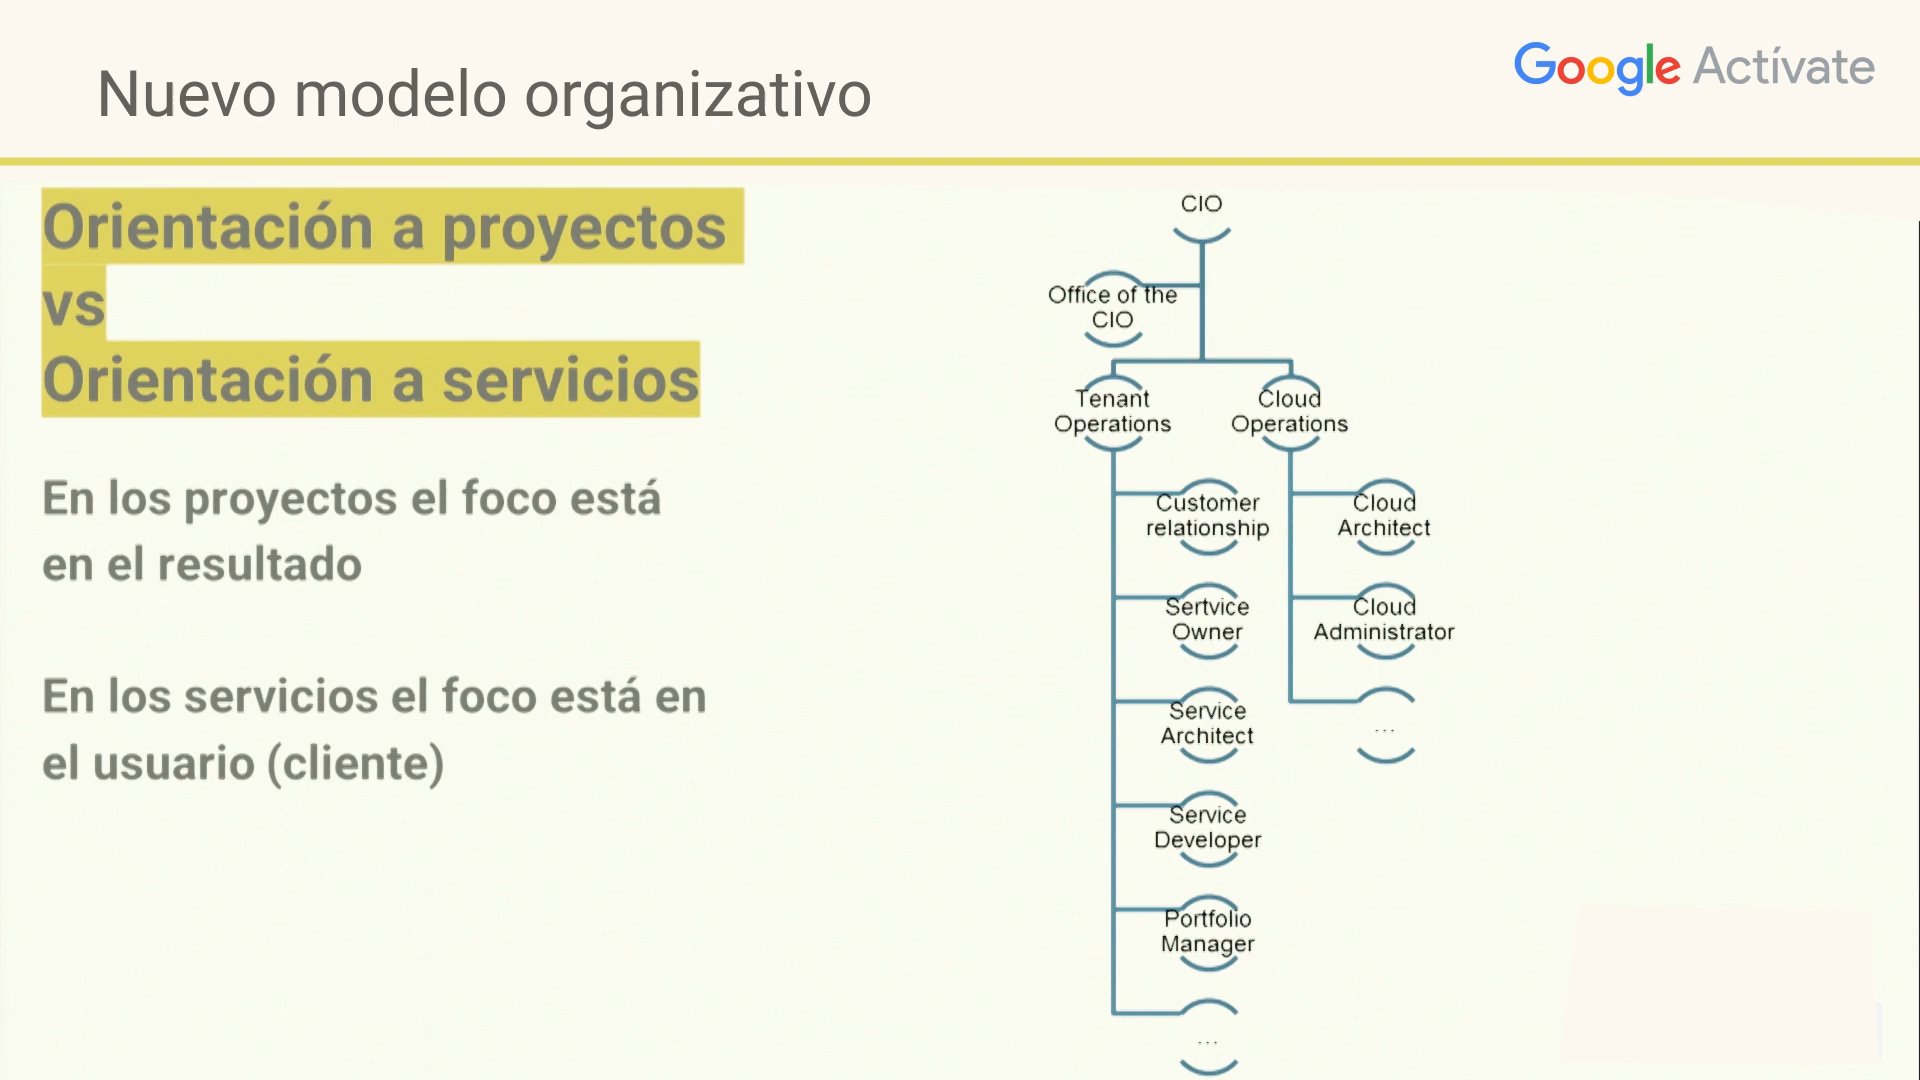 Nuevo modelo organizativo
Google Actívate
Orientación a proyectos
vs
Orientación a servicios
En los proyectos el foco está
en el resultado
En los servicios el foco está en
el usuario (cliente)
CIO
Office of the
CIO
Tenant
Operations
Customer
relationship
Sertvice
Owner
Service
Architect
Service
Developer
Portfolio
Manager
...
Cloud
Operations
Cloud
Architect
Cloud
Administrator
...